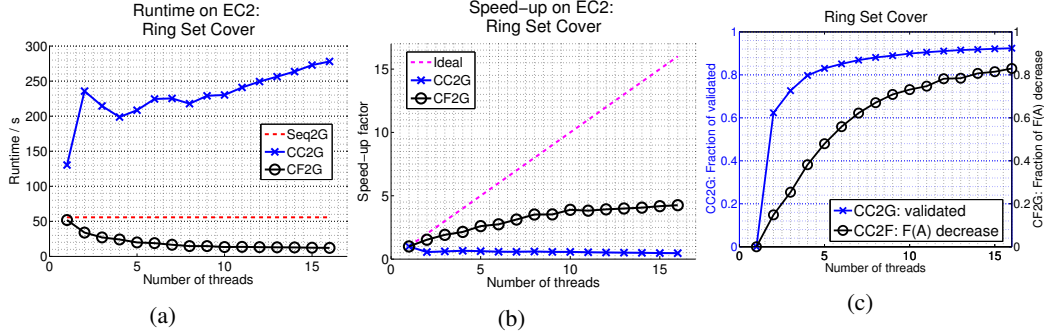 Runtime on EC2:
Ring Set Cover
300
250
200
150
100
50
0
Runtime / s
Seq2G
CC2G
CF2G
0
5
10
15
Number of threads
(a)
Speed−up on EC2:
Ring Set Cover
15
10
5
0
Speed−up factor
Ideal
CC2G
CF2G
0
5
10
15
Number of threads
(b)
Ring Set Cover
1
0.8
0.6
0.4
0.2
0
CC2G: Fraction of validated
1
0.8
0.6
0.4
0.2
0
CF2G: Fraction of F(A) decrease
CC2G: validated
CC2F: F(A) decrease
0
5
10
15
Number of threads
(c)